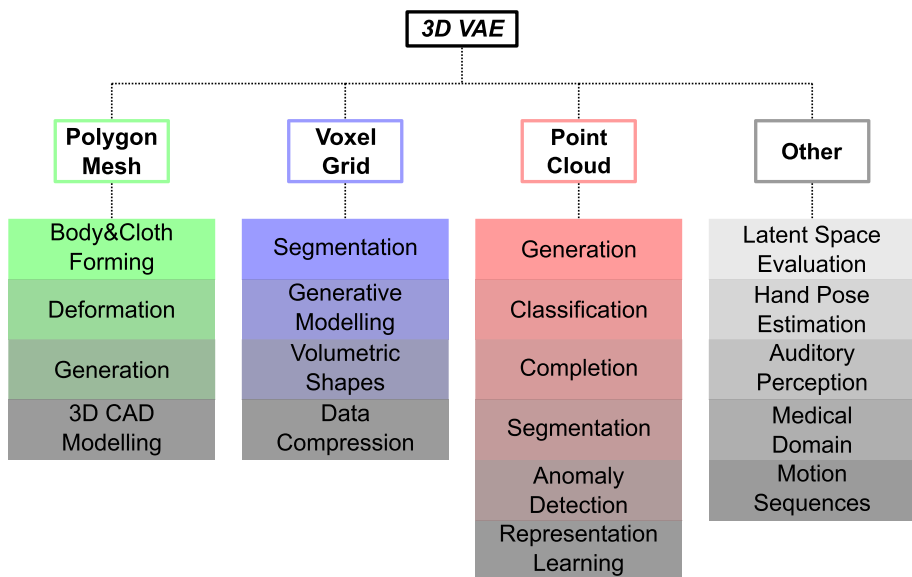 3D VAE
Polygon
Mesh
Voxel
Grid
Point
Cloud
Other
Body&Cloth
Forming
Deformation
Generation
3D CAD
Modelling
Segmentation
Generative
Modelling
Volumetric
Shapes
Data
Compression
Generation
Classification
Completion
Segmentation
Anomaly
Detection
Representation
Learning
Latent Space
Evaluation
Hand Pose
Estimation
Auditory
Perception
Medical
Domain
Motion
Sequences